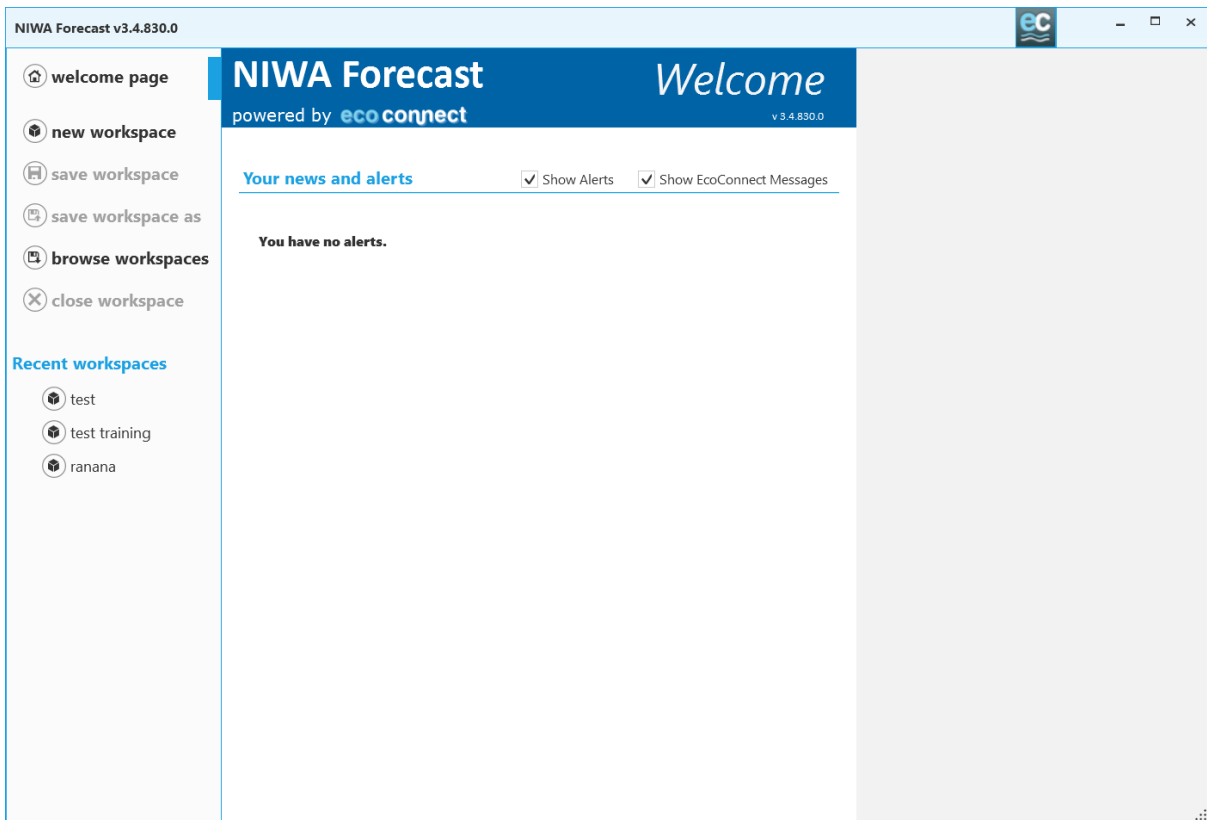 NIWA Forecast v3.4.830.0
ec
welcome page
new workspace
save workspace
save workspace as
browse workspaces
close workspace
Recent workspaces
test
test training
ranana
NIWA Forecast
Welcome
powered by ecoconnect
v 3.4.830.0
Your news and alerts
Show Alerts
Show EcoConnect Messages
You have no alerts.